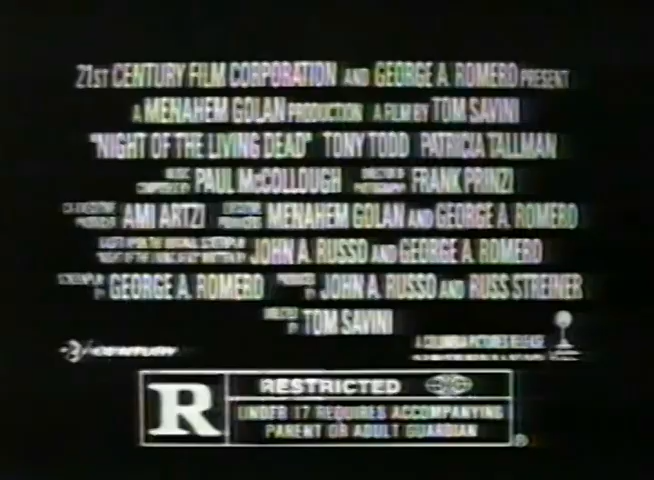 21ST CENTURY FILM CORPORATION AND GEORGE A. ROMERO PRESENT
A MENAHEM GOLAN PRODUCTION A FILM BY TOM SAVINI
"NIGHT OF THE LIVING DEAD" TONY TODD PATRICIA TALLMAN
MUSIC COMPOSED BY PAUL McCOLLOUGH DIRECTOR OF PHOTOGRAPHY FRANK PRINZI
CO-EXECUTIVE PRODUCER AMI ARTZI EXECUTIVE PRODUCERS MENAHEM GOLAN AND GEORGE A. ROMERO
JOHN A. RUSSO AND GEORGE A. ROMERO
SCREENPLAY BY GEORGE A. ROMERO PRODUCED BY JOHN A. RUSSO AND RUSS STREINER
DIRECTED BY TOM SAVINI
21 CENTURY
A COLUMBIA PICTURES RELEASE
R RESTRICTED
UNDER 17 REQUIRES ACCOMPANYING
PARENT OR ADULT GUARDIAN
®